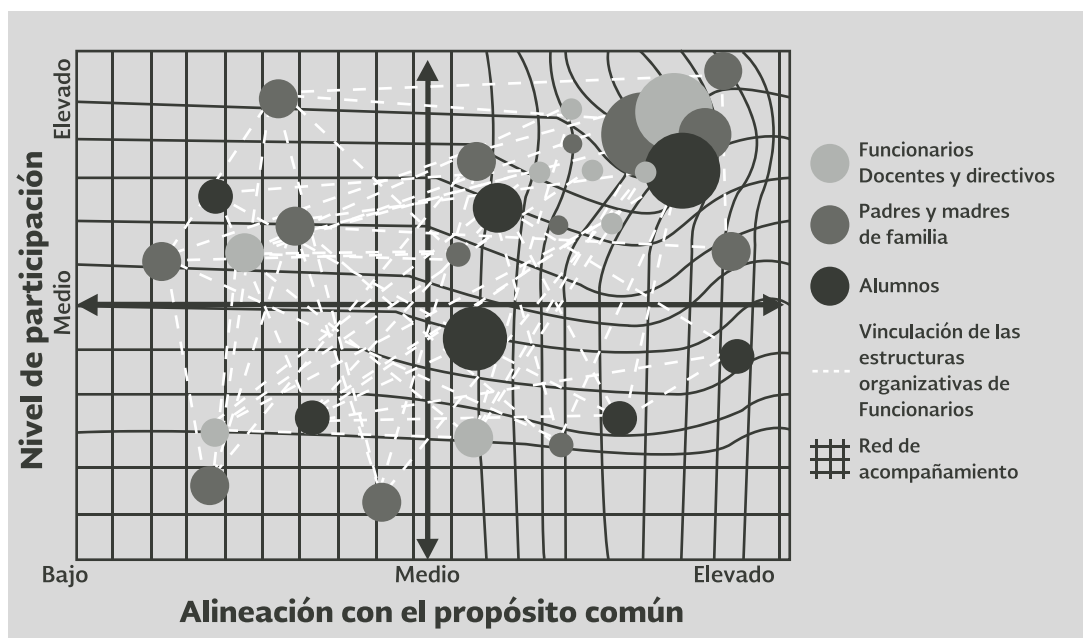 Elevado
Nivel de participación
Medio
Bajo
Medio
Elevado
Alineación con el propósito común
Funcionarios
Docentes y directivos
Padres y madres
de familia
Alumnos
Vinculación de las
estructuras
organizativas de
Funcionarios
Red de
acompañamiento